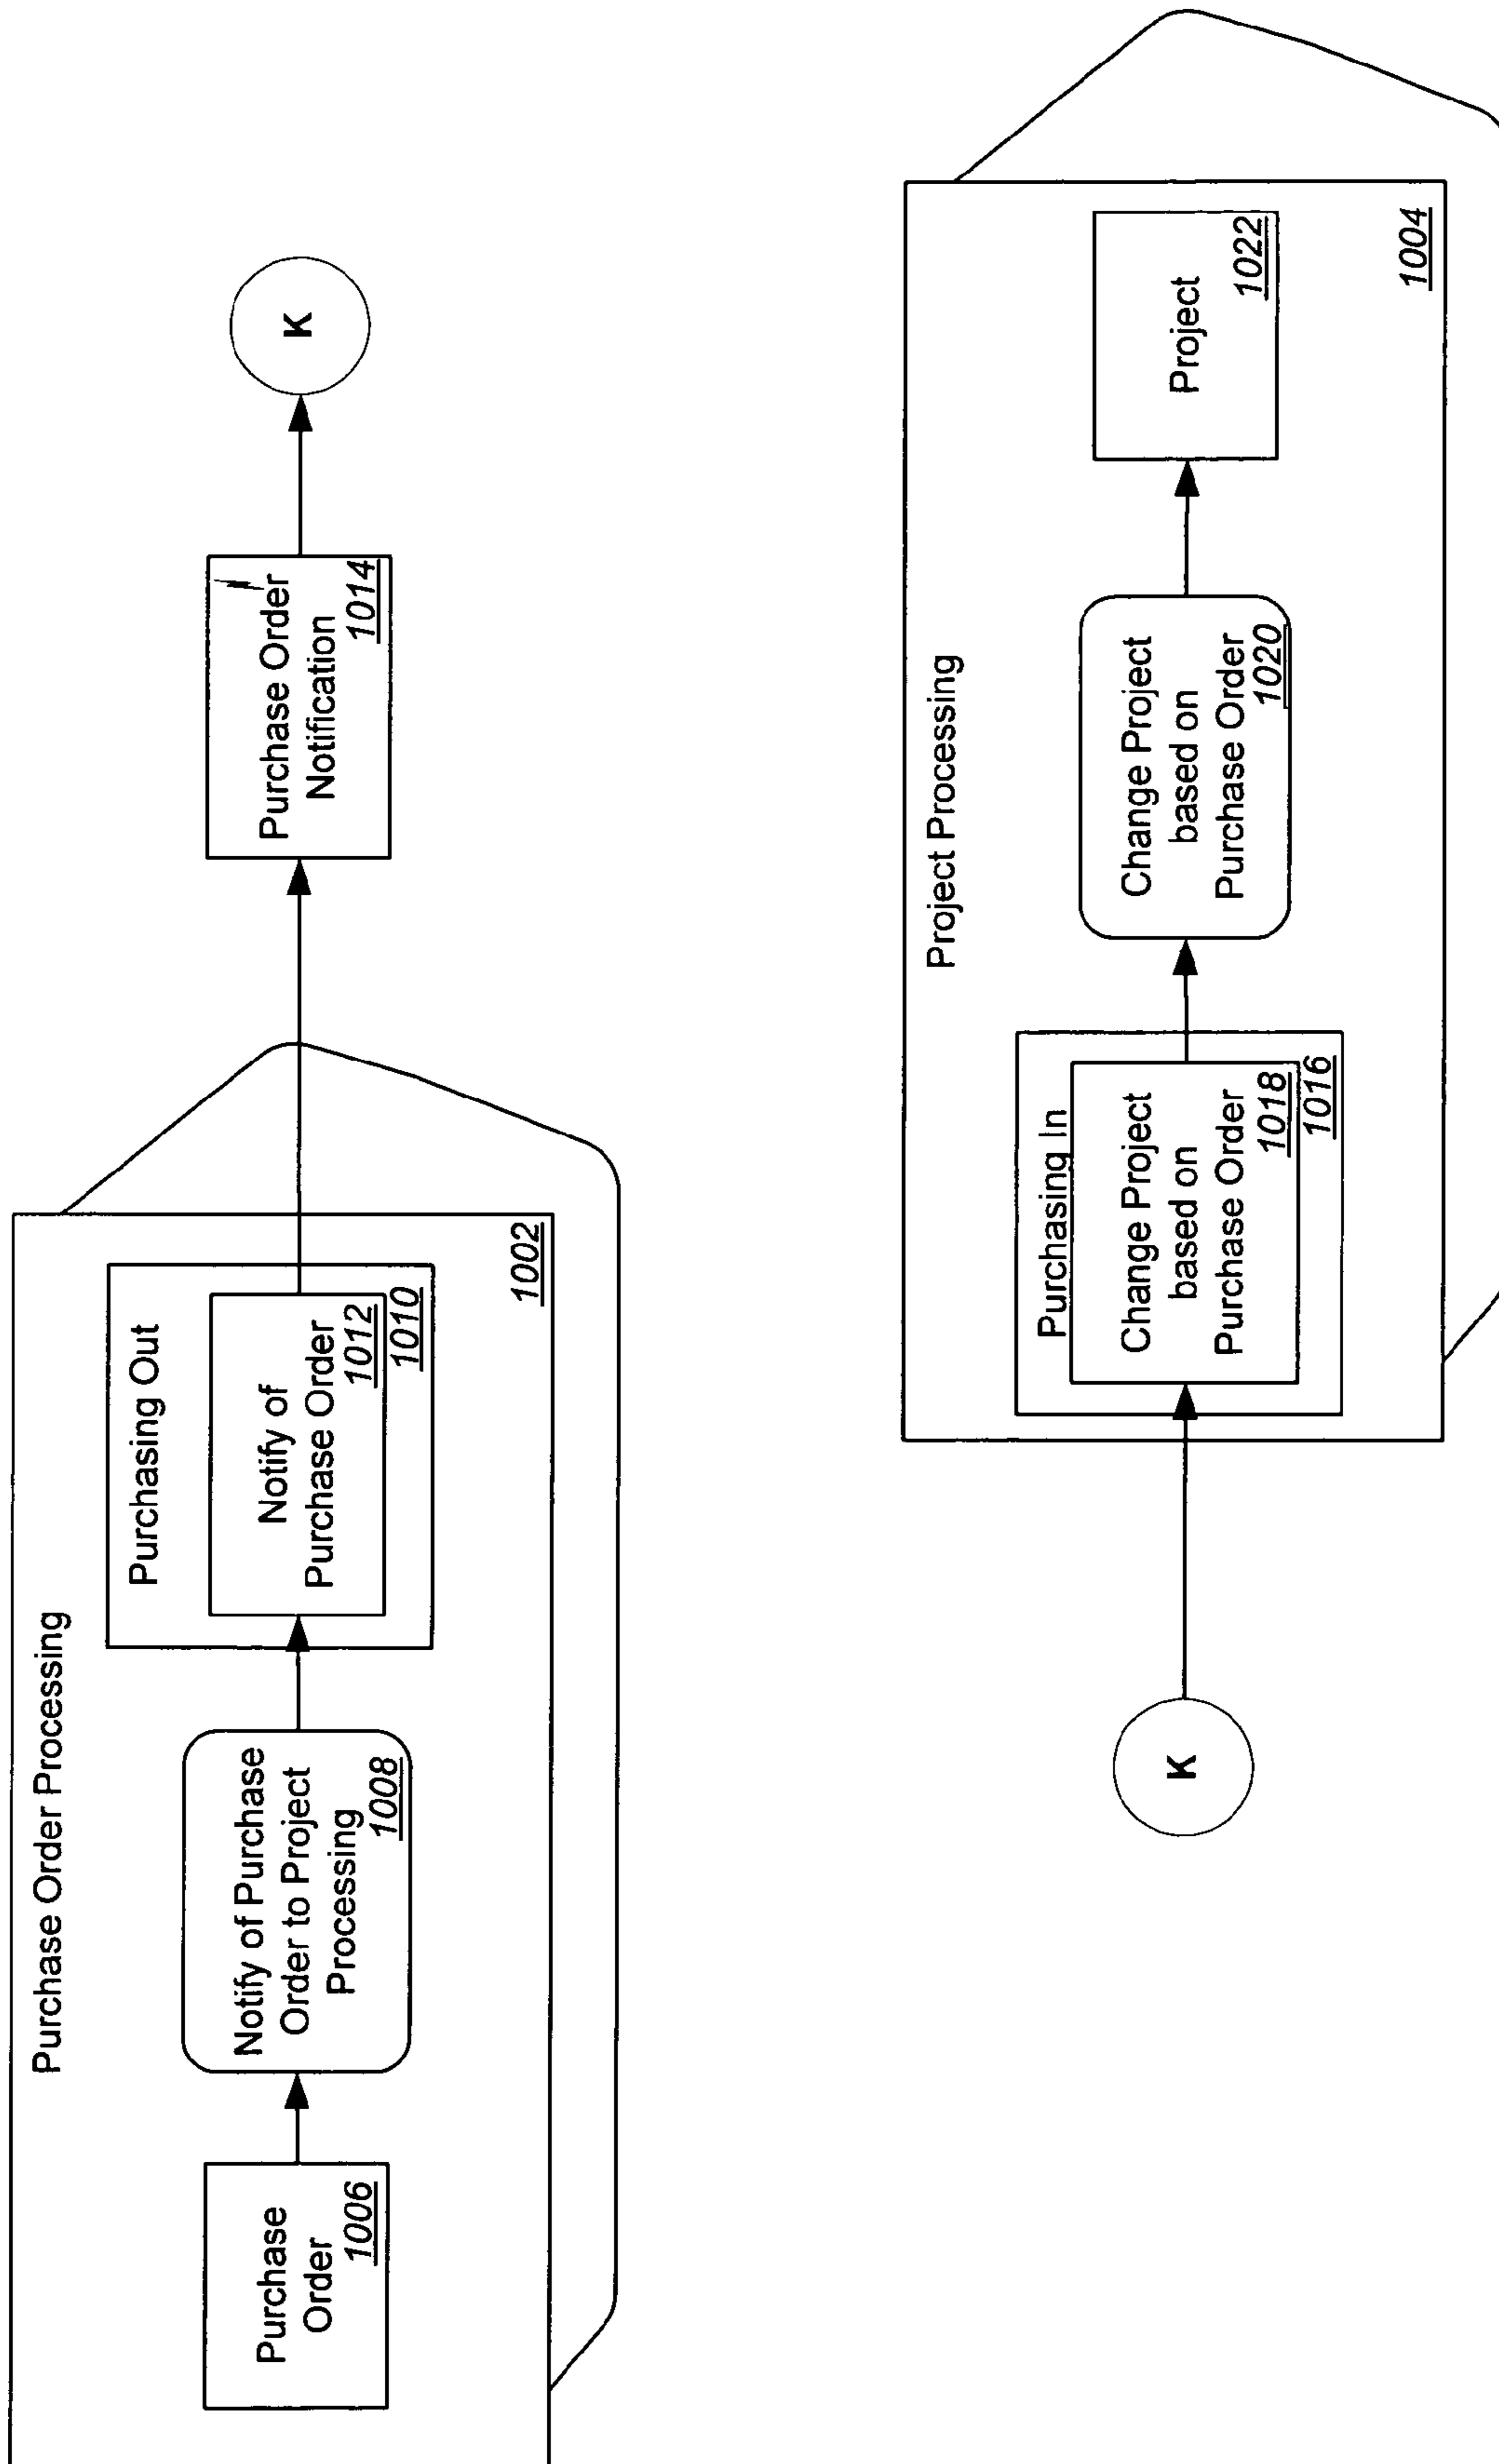 Purchase Order Processing
Purchase
Order
1006
Notify of Purchase
Order to Project
Processing
1008
Purchasing Out
Notify of
Purchase Order
1012
1010
1002
Purchase Order
Notification
1014
K
K
Project Processing
Purchasing In
Change Project
based on
Purchase Order
1018
1016
Change Project
based on
Purchase Order
1020
Project
1022
1004